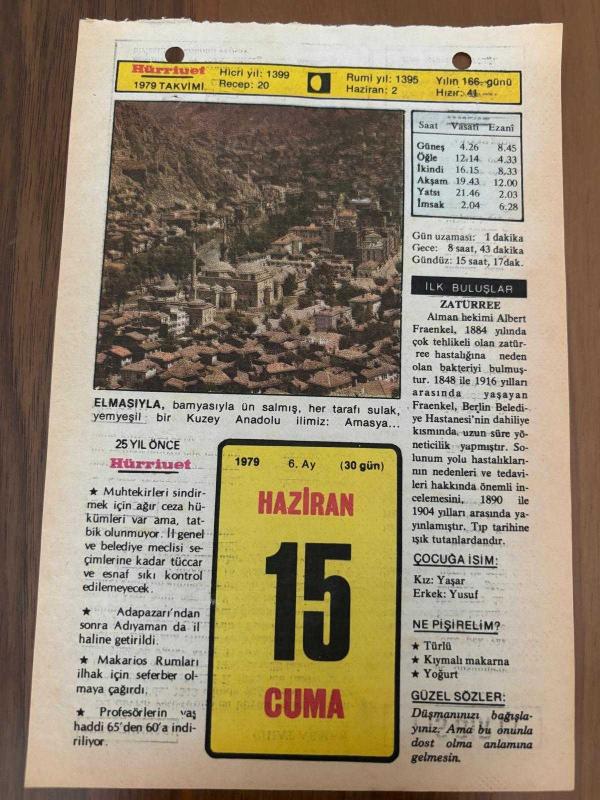 Hürriyet
1979 TAKVİMİ.
Hicri yıl: 1399
Recep: 20
Rumi yıl: 1395
Haziran: 2
Yılın 166. günü
Hızır: 41
Saat Vasatî Ezanî
Güneş 4.26 8.45
Öğle 12.14 4.33
İkindi 16.15 8.33
Akşam 19.43 12.00
Yatsı 21.46 2.03
İmsak 2.04 6.28
Gün uzaması: 1 dakika
Gece: 8 saat, 43 dakika
Gündüz: 15 saat, 17dak.
ELMASIYLA, bamyasıyla ün salmış, her tarafı sulak,
yemyeşil bir Kuzey Anadolu ilimiz: Amasya...
İLK BULUŞLAR
ZATÜRREE
Alman hekimi Albert
Fraenkel, 1884 yılında
çok tehlikeli olan zatür-
ree hastalığına neden
olan bakteriyi bulmuş-
tur. 1848 ile 1916 yılları
arasında yaşayan
Fraenkel, Berlin Beledi-
ye Hastanesi'nin dahiliye
kısmında uzun süre yö-
neticilik yapmıştır. So-
lunum yolu hastalıkları-
nın nedenleri ve tedavi-
leri hakkında önemli in-
celemesini, 1890 ile
1904 yılları arasında ya-
yınlamıştır. Tıp tarihine
ışık tutanlardandır.
ÇOCUĞA İSİM:
Kız: Yaşar
Erkek: Yusuf
NE PİŞİRELİM?
★ Türlü
★ Kıymalı makarna
★ Yoğurt
GÜZEL SÖZLER:
Düşmanınızı bağışla-
yınız. Ama bu onunla
dost olma anlamına
gelmesin.
25 YIL ÖNCE
Hürriyet
★ Muhtekirleri sindir-
mek için ağır ceza hü-
kümleri var ama, tat-
bik olunmuyor. İl genel
ve belediye meclisi se-
çimlerine kadar tüccar
ve esnaf sıkı kontrol
edilemeyecek.
★ Adapazarı'ndan
sonra Adıyaman da il
haline getirildi.
★ Makarios Rumları
ilhak için seferber ol-
maya çağırdı.
★ Profesörlerin yaş
haddi 65'den 60'a indi-
riliyor.
1979 6. Ay (30 gün)
HAZİRAN
15
CUMA